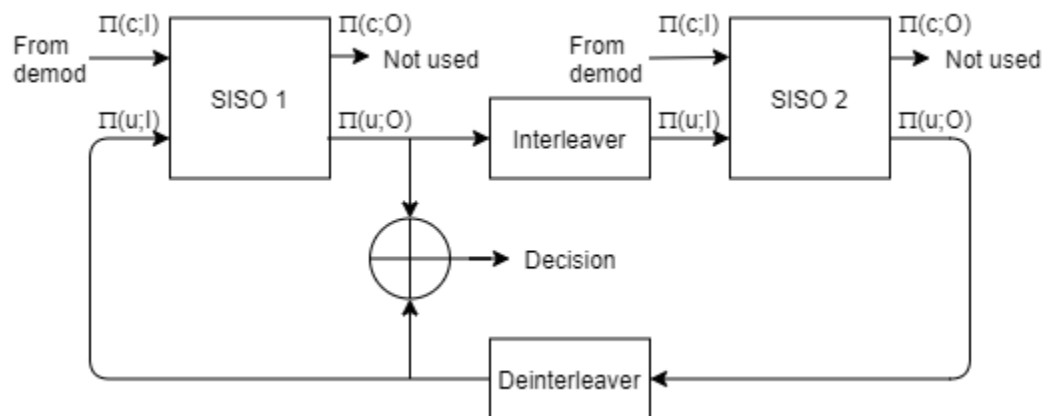 Π(c;I)
Π(c;O)
Π(c;I)
Π(c;O)
From
demod
Not used
From
demod
Not used
SISO 1
SISO 2
Π(u;I)
Π(u;O)
Π(u;I)
Π(u;O)
Interleaver
Decision
Deinterleaver